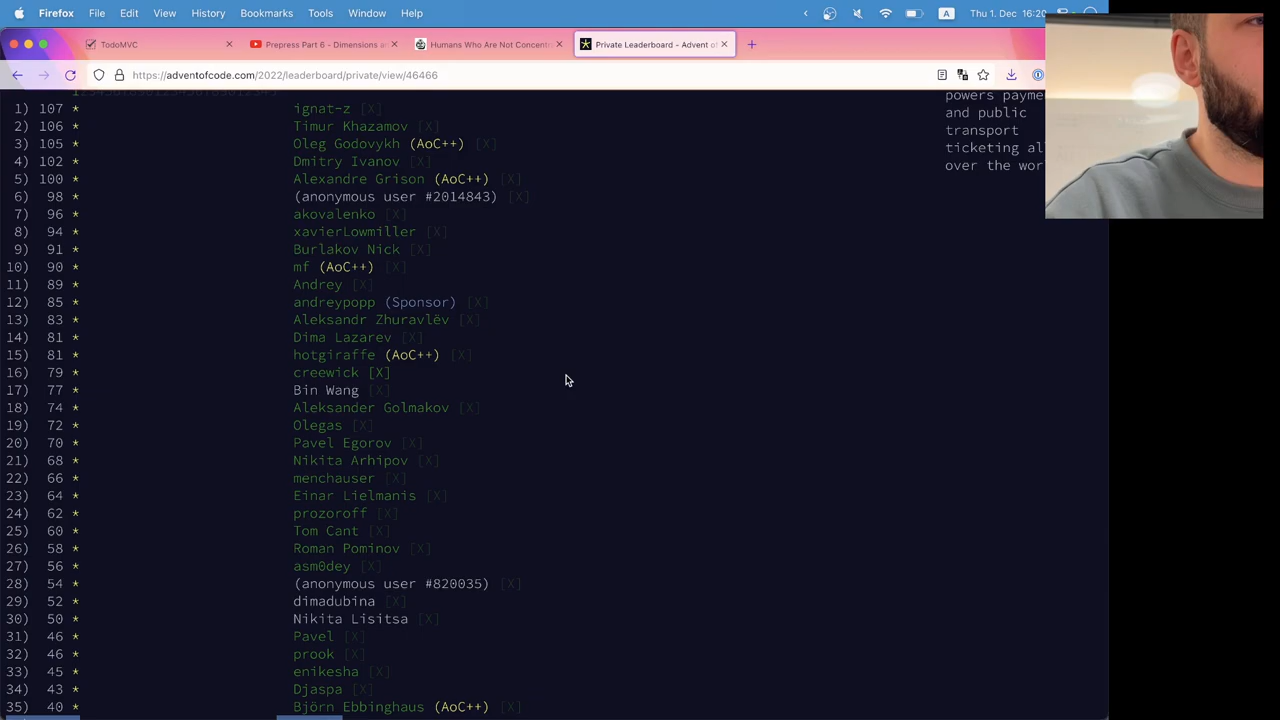 Firefox File Edit View History Bookmarks Tools Window Help A Thu 1. Dec 16:20
TodoMVC
Prepress Part 6 - Dimensions a
Humans Who Are Not Concent
Private Leaderboard - Advent of
https://adventofcode.com/2022/leaderboard/private/view/46466
1234567890123456789012345
1) 107 * ignat-z [X]
2) 106 * Timur Khazamov [X]
3) 105 * Oleg Godovykh (AoC++) [X]
4) 102 * Dmitry Ivanov [X]
5) 100 * Alexandre Grison (AoC++) [X]
6) 98 * (anonymous user #2014843) [X]
7) 96 * akovalenko [X]
8) 94 * xavierLowmiller [X]
9) 91 * Burlakov Nick [X]
10) 90 * mf (AoC++) [X]
11) 89 * Andrey [X]
12) 85 * andreypopp (Sponsor) [X]
13) 83 * Aleksandr Zhuravlëv [X]
14) 81 * Dima Lazarev [X]
15) 81 * hotgiraffe (AoC++) [X]
16) 79 * creewick [X]
17) 77 * Bin Wang [X]
18) 74 * Aleksander Golmakov [X]
19) 72 * Olegas [X]
20) 70 * Pavel Egorov [X]
21) 68 * Nikita Arhipov [X]
22) 66 * menchauser [X]
23) 64 * Einar Lielmanis [X]
24) 62 * prozoroff [X]
25) 60 * Tom Cant [X]
26) 58 * Roman Pominov [X]
27) 56 * asm0dey [X]
28) 54 * (anonymous user #820035) [X]
29) 52 * dimadubina [X]
30) 50 * Nikita Lisitsa [X]
31) 46 * Pavel [X]
32) 46 * prook [X]
33) 45 * enikesha [X]
34) 43 * Djaspa [X]
35) 40 * Björn Ebbinghaus (AoC++) [X]
powers payme
and public
transport
ticketing al
over the wor